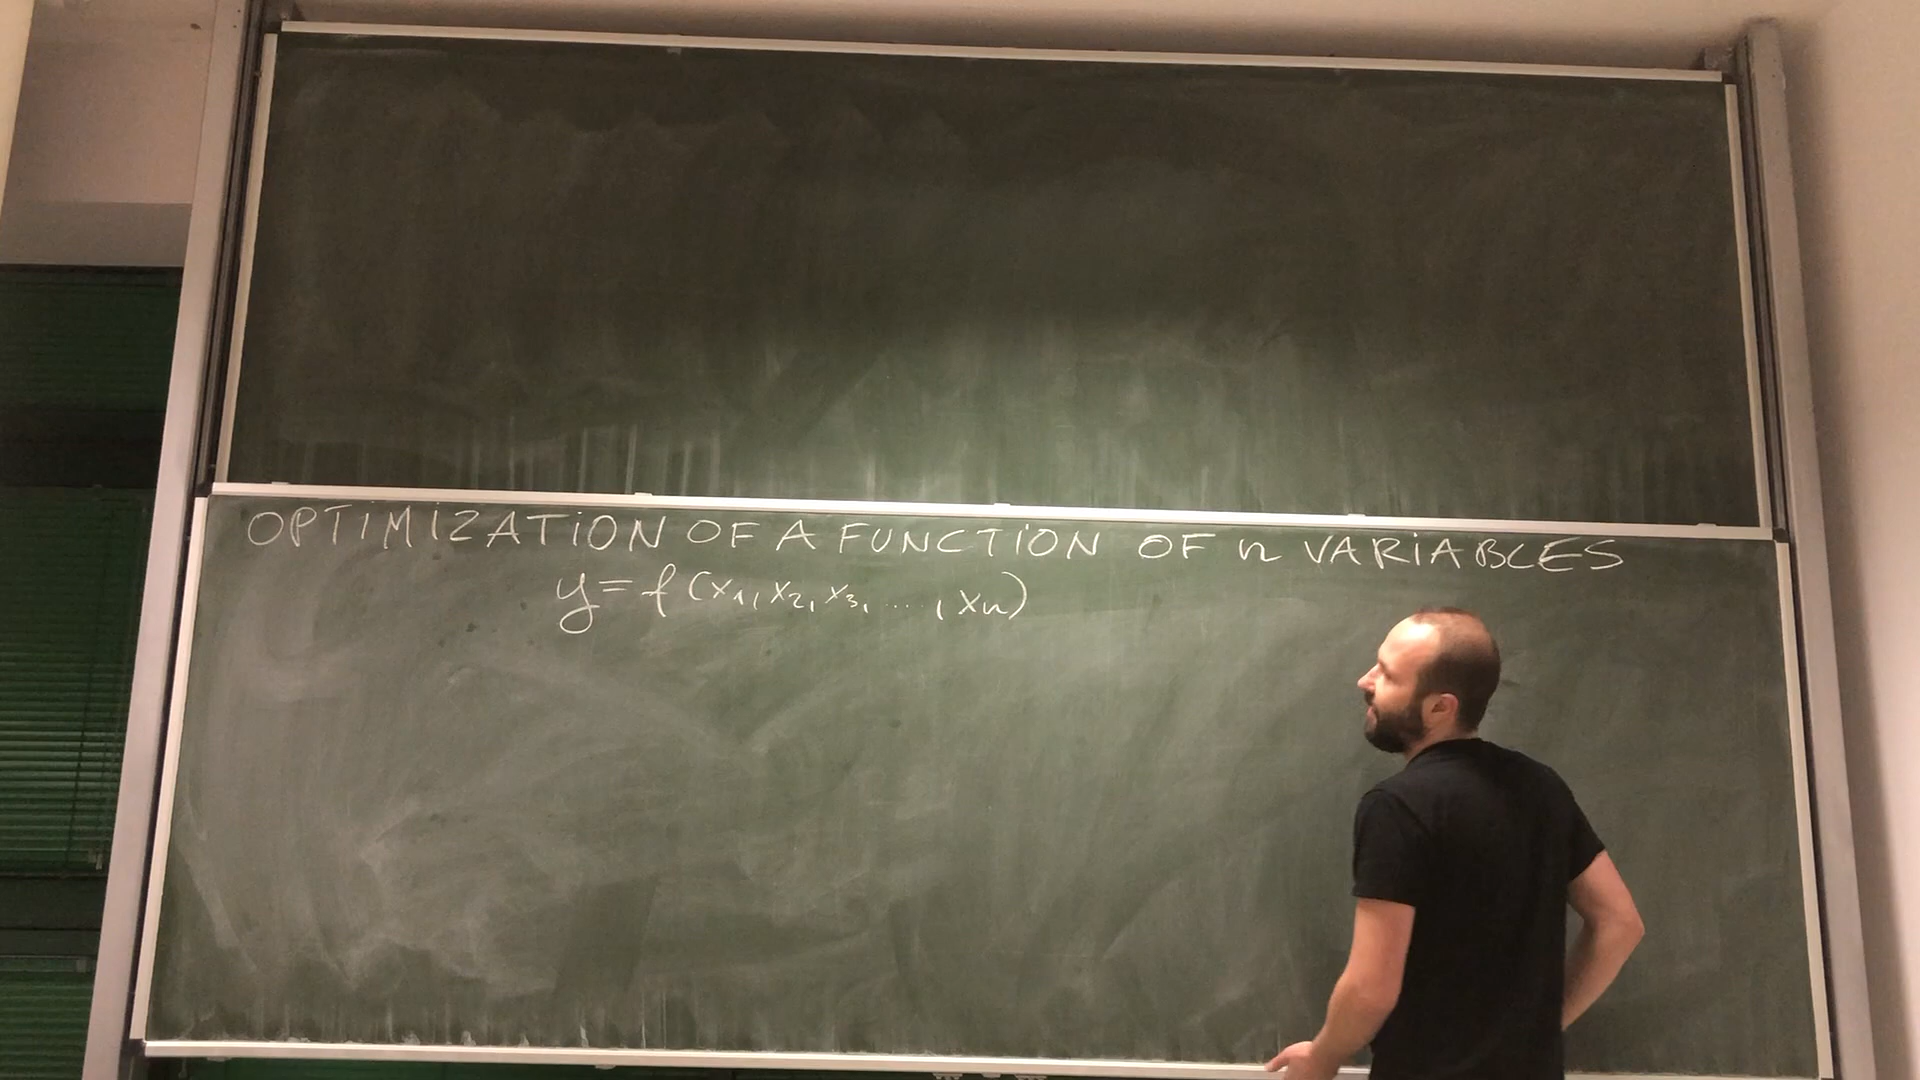 OPTIMIZATION OF A FUNCTION OF n VARIABLES
y = f(x₁, x₂, x₃, ...., xₙ)